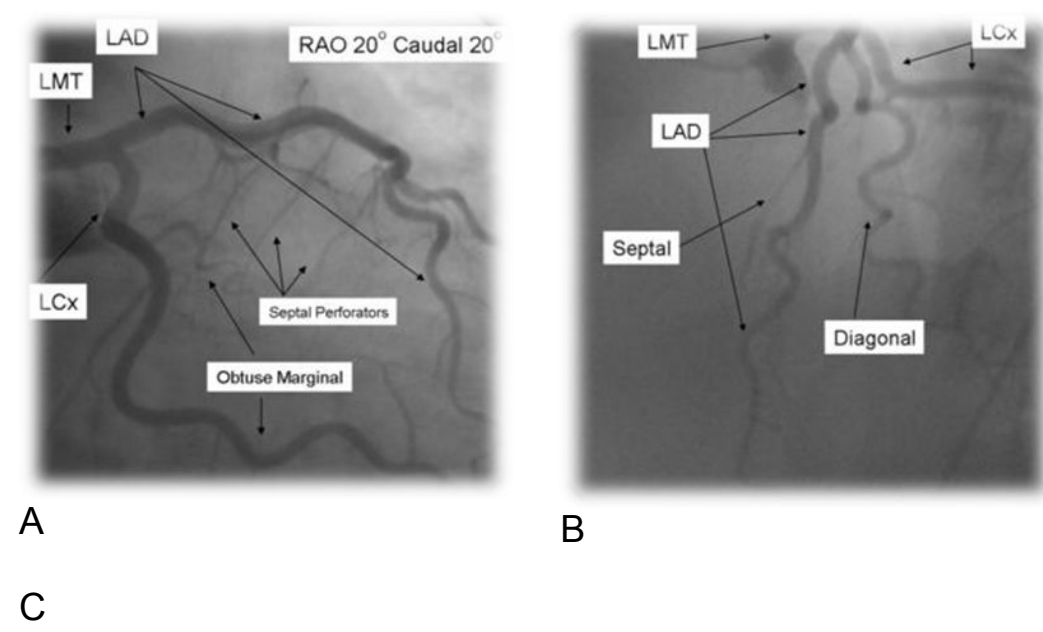 LAD
RAO 20° Caudal 20°
LMT
LCx
Septal Perforators
Obtuse Marginal
A
LMT
LCx
LAD
Septal
Diagonal
B
C